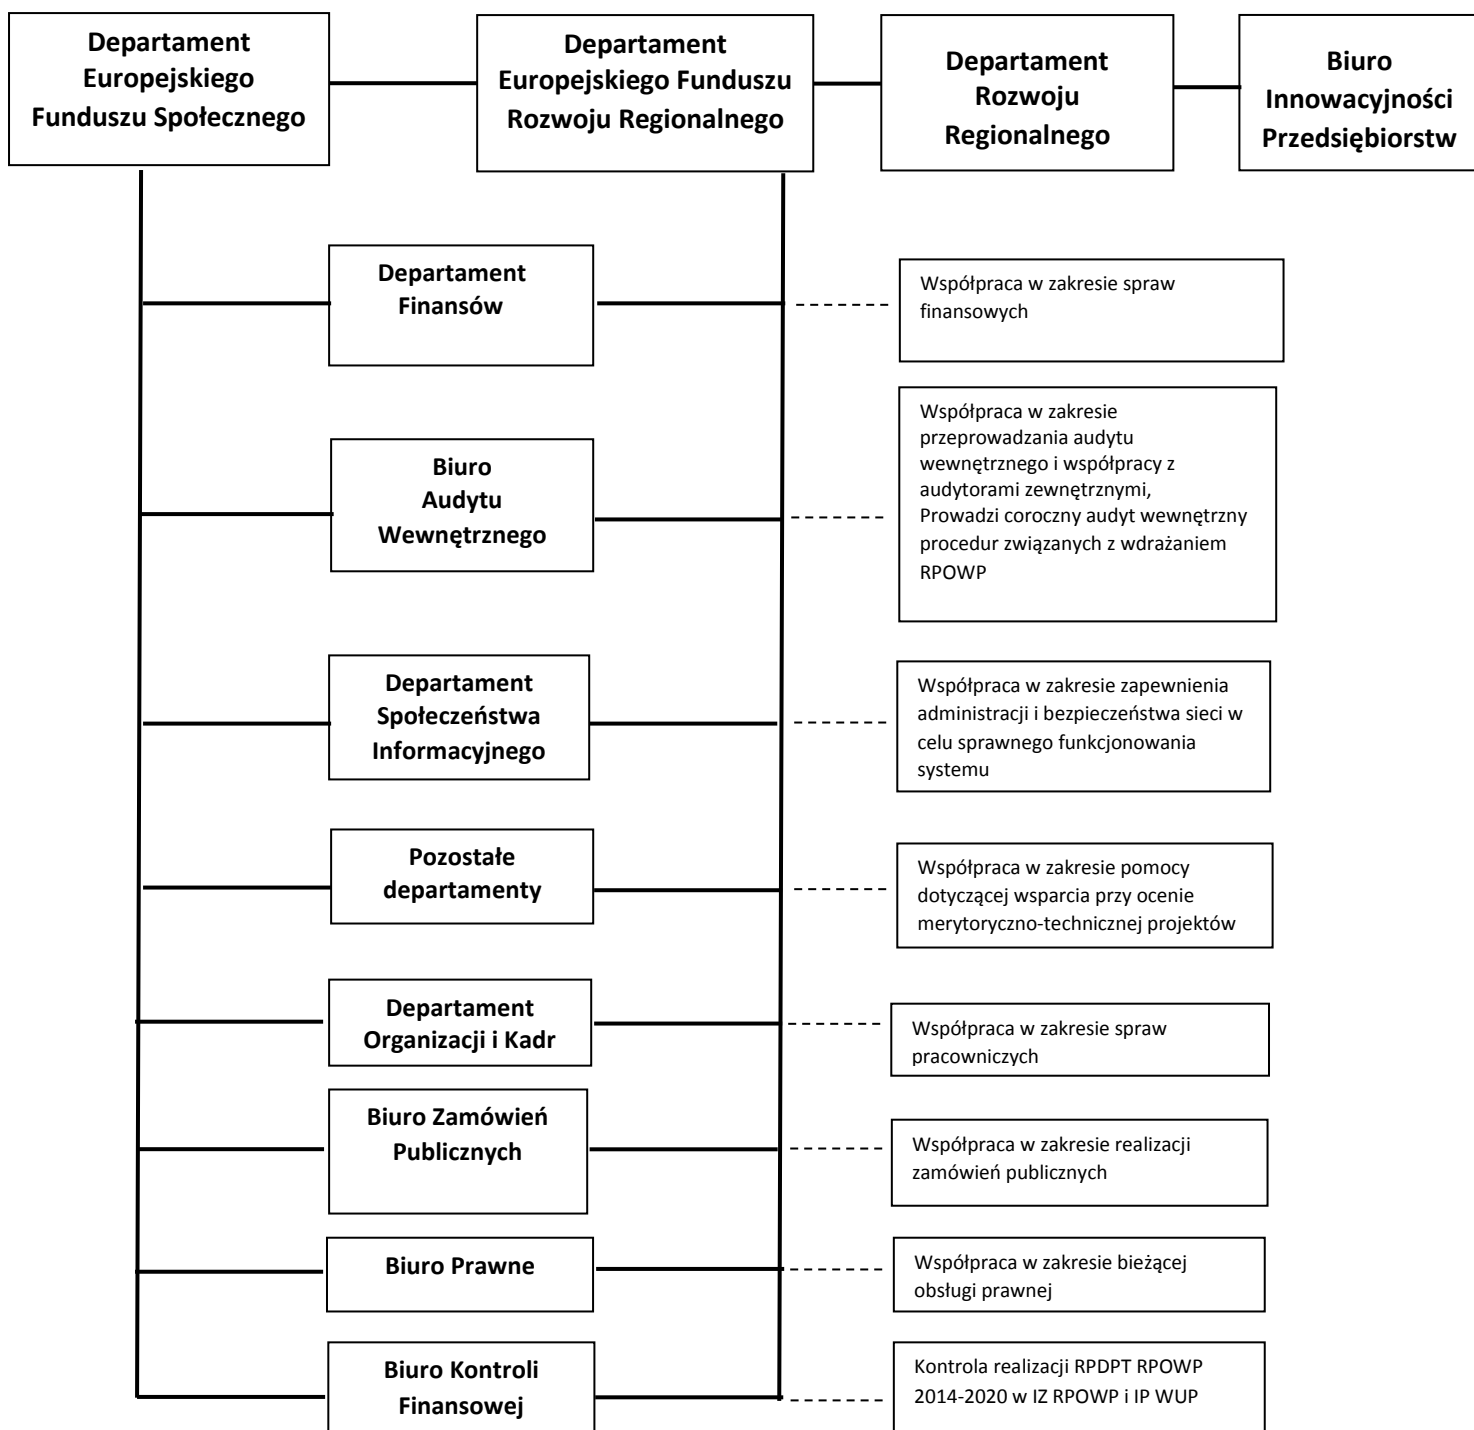 Departament
Europejskiego
Funduszu Społecznego
Departament
Europejskiego Funduszu
Rozwoju Regionalnego
Departament
Rozwoju
Regionalnego
Biuro
Innowacyjności
Przedsiębiorstw
Departament
Finansów
Współpraca w zakresie spraw
finansowych
Biuro
Audytu
Wewnętrznego
Współpraca w zakresie
przeprowadzania audytu
wewnętrznego i współpracy z
audytorami zewnętrznymi,
Prowadzi coroczny audyt wewnętrzny
procedur związanych z wdrażaniem
RPOWP
Departament
Społeczeństwa
Informacyjnego
Współpraca w zakresie zapewnienia
administracji i bezpieczeństwa sieci w
celu sprawnego funkcjonowania
systemu
Pozostałe
departamenty
Współpraca w zakresie pomocy
dotyczącej wsparcia przy ocenie
merytoryczno-technicznej projektów
Departament
Organizacji i Kadr
Współpraca w zakresie spraw
pracowniczych
Biuro Zamówień
Publicznych
Współpraca w zakresie realizacji
zamówień publicznych
Biuro Prawne
Współpraca w zakresie bieżącej
obsługi prawnej
Biuro Kontroli
Finansowej
Kontrola realizacji RPDPT RPOWP
2014-2020 w IZ RPOWP i IP WUP